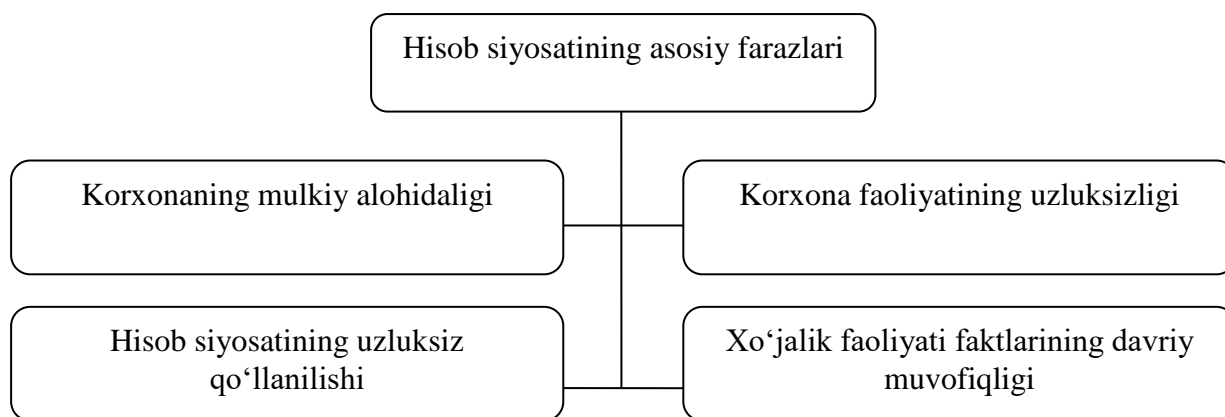 Hisob siyosatining asosiy farazlari
Korxonaning mulkiy alohidaligi
Korxona faoliyatining uzluksizligi
Hisob siyosatining uzluksiz
qo‘llanilishi
Xo‘jalik faoliyati faktlarining davriy
muvofiqligi